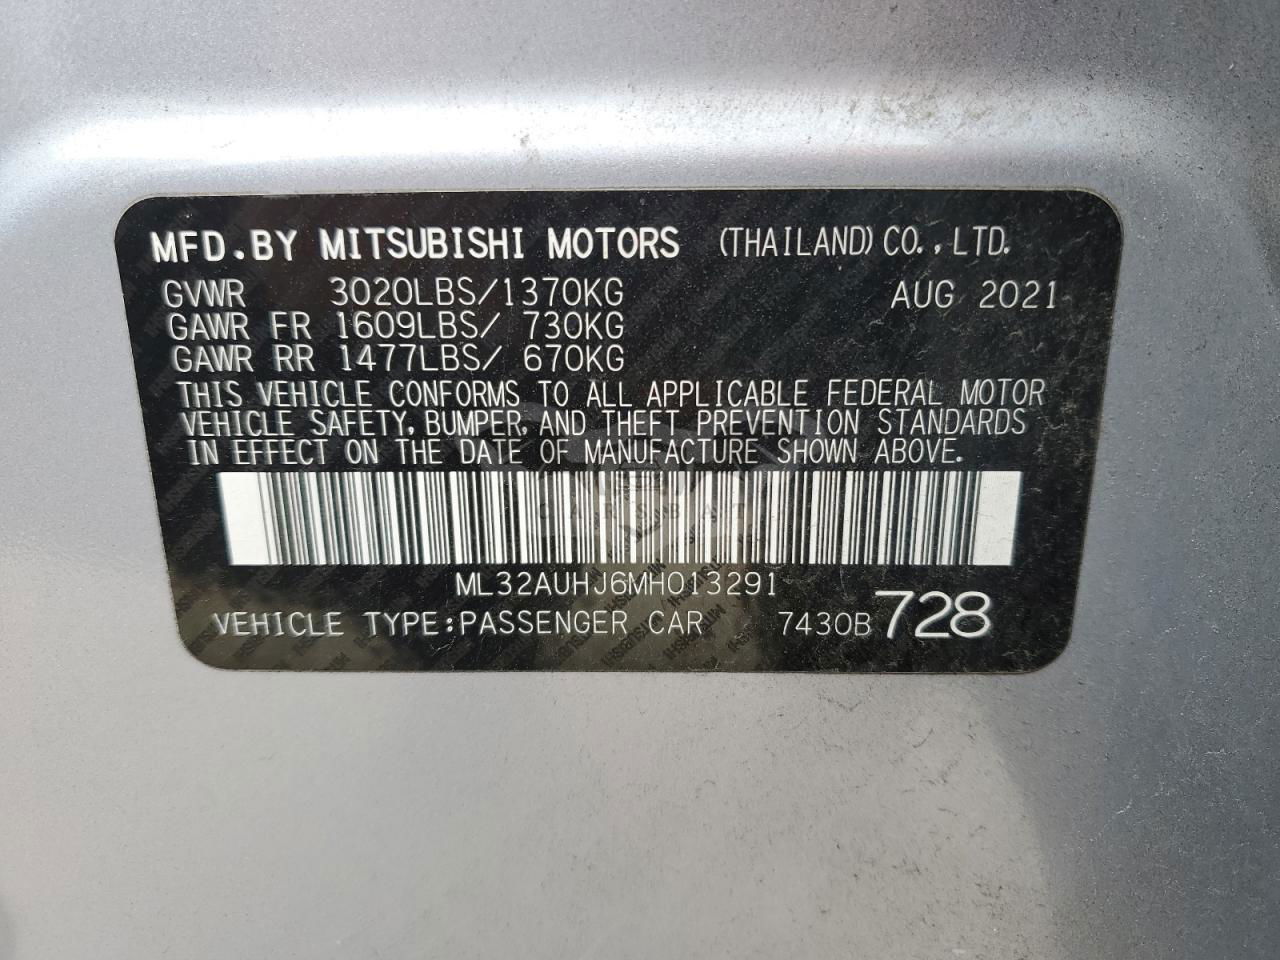 MFD.BY MITSUBISHI MOTORS (THAILAND) CO.,LTD.
GVWR 3020LBS/1370KG AUG 2021
GAWR FR 1609LBS/ 730KG
GAWR RR 1477LBS/ 670KG
THIS VEHICLE CONFORMS TO ALL APPLICABLE FEDERAL MOTOR
VEHICLE SAFETY, BUMPER, AND THEFT PREVENTION STANDARDS
IN EFFECT ON THE DATE OF MANUFACTURE SHOWN ABOVE.
CARSBAT
ML32AUHJ6MH013291
VEHICLE TYPE:PASSENGER CAR 7430B 728